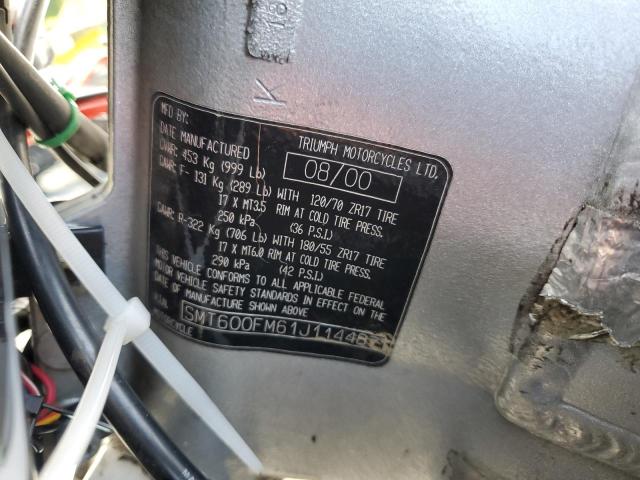 18
K
MFD BY: TRIUMPH MOTORCYCLES LTD.
DATE MANUFACTURED 08/00
GVWR: 453 Kg (999 Lb)
GAWR: F- 131 Kg (289 Lb) WITH 120/70 ZR17 TIRE
17 X MT3.5 RIM AT COLD TIRE PRESS.
250 kPa (36 P.S.I.)
GAWR: R-322 Kg (706 Lb) WITH 180/55 ZR17 TIRE
17 X MT6.0 RIM AT COLD TIRE PRESS.
290 kPa (42 P.S.I.)
THIS VEHICLE CONFORMS TO ALL APPLICABLE FEDERAL
MOTOR VEHICLE SAFETY STANDARDS IN EFFECT ON THE
DATE OF MANUFACTURE SHOWN ABOVE
V.I.N.
MOTORCYCLE